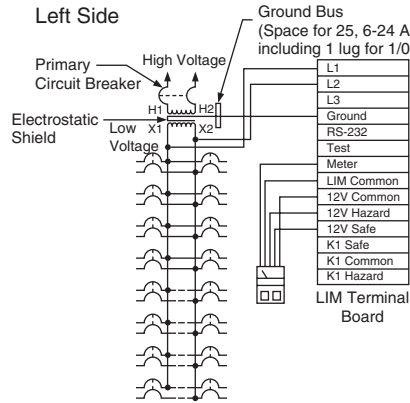 Left Side
Ground Bus
(Space for 25, 6-24 A
including 1 lug for 1/0
Primary
Circuit Breaker
High Voltage
H1
H2
Electrostatic
Shield
Low
Voltage
X1
X2
L1
L2
L3
Ground
RS-232
Test
Meter
LIM Common
12V Common
12V Hazard
12V Safe
K1 Safe
K1 Common
K1 Hazard
LIM Terminal
Board